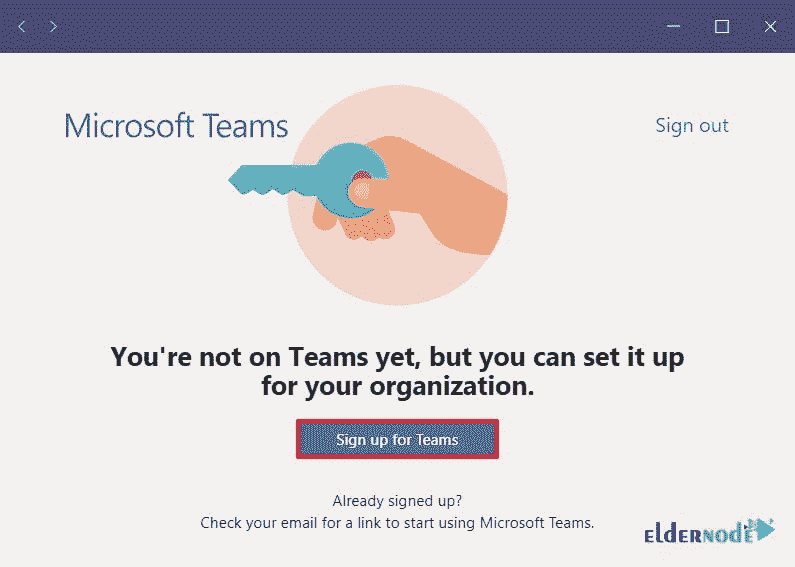 Microsoft Teams
Sign out
You're not on Teams yet, but you can set it up
for your organization.
Sign up for Teams
Already signed up?
Check your email for a link to start using Microsoft Teams.
eldernode